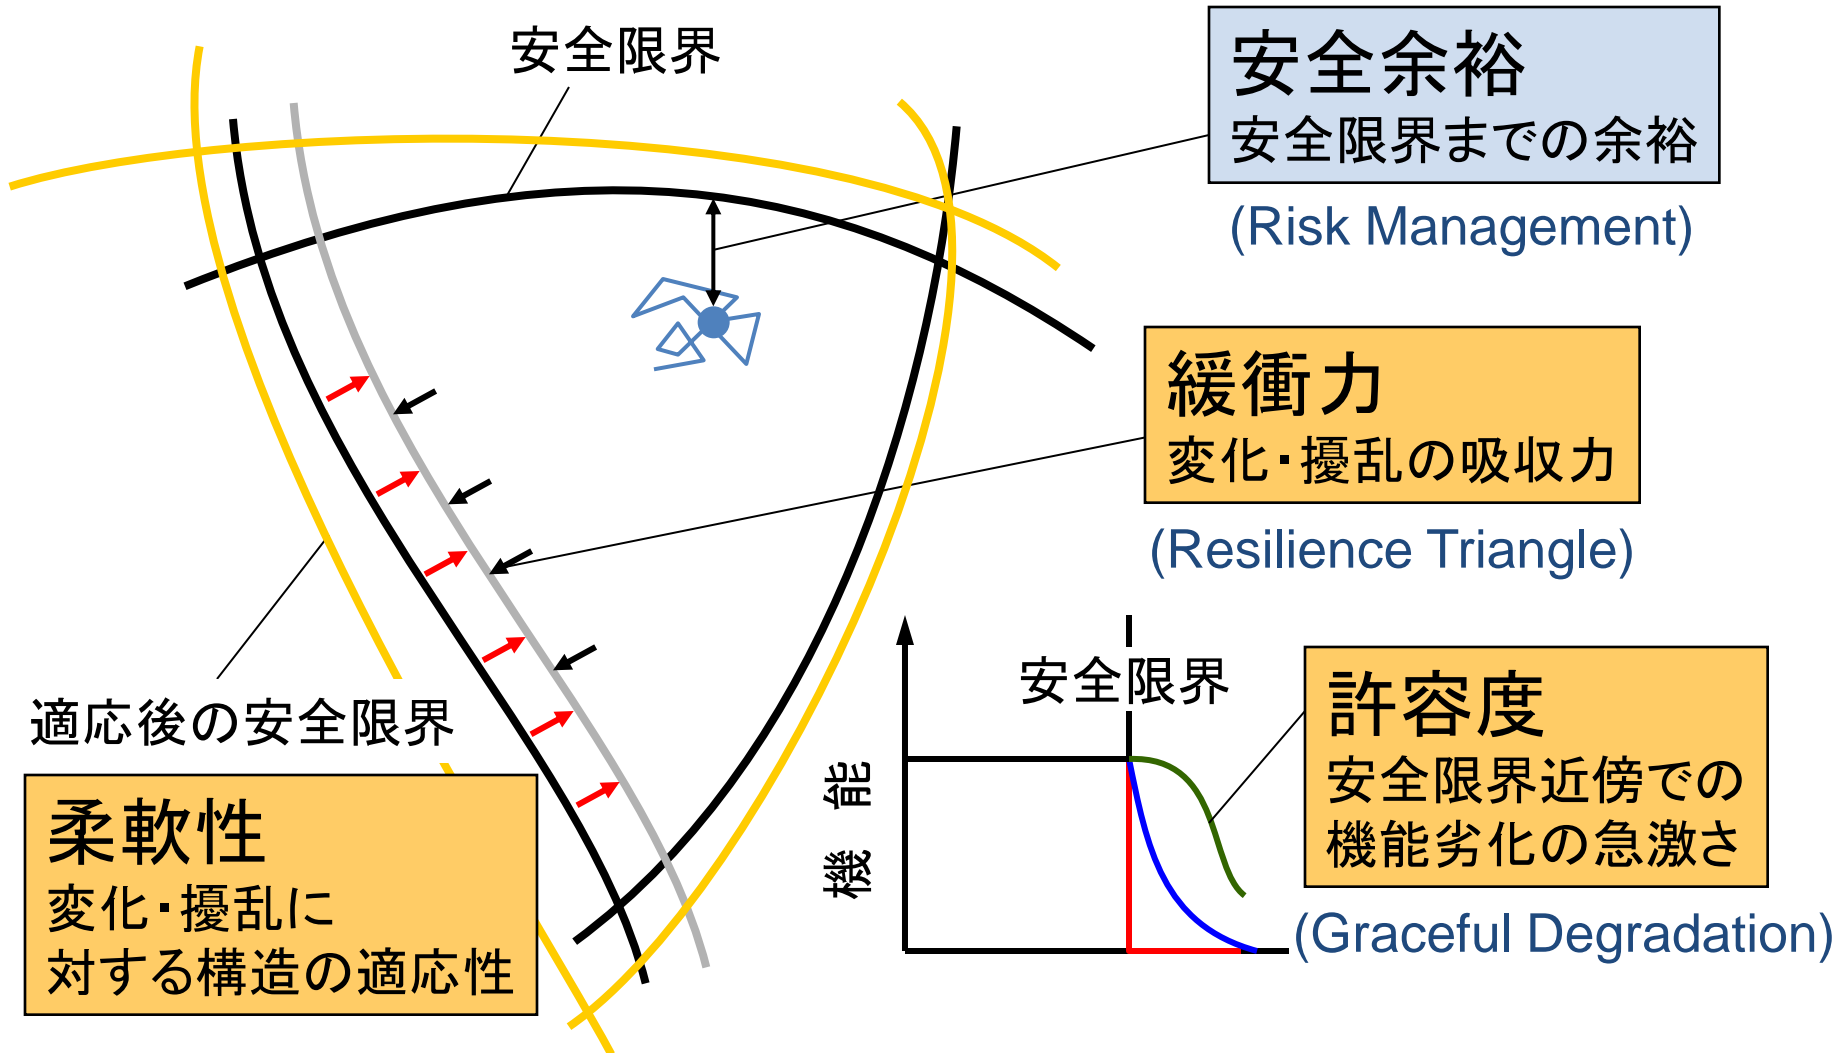 安全限界
安全余裕
安全限界までの余裕
(Risk Management)
緩衝力
変化・擾乱の吸収力
(Resilience Triangle)
適応後の安全限界
柔軟性
変化・擾乱に
対する構造の適応性
安全限界
機能
許容度
安全限界近傍での
機能劣化の急激さ
(Graceful Degradation)